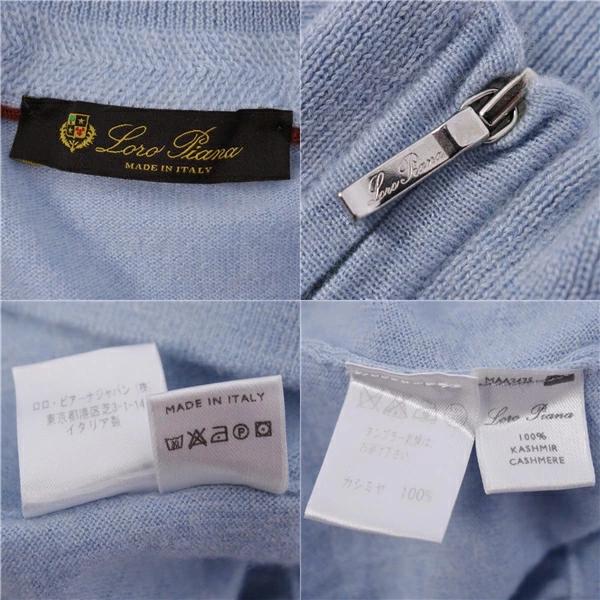 Loro Piana
MADE IN ITALY
Loro Piana
ロロ・ピアーナジャパン(株
東京都港区芝3-1-14
イタリア製
MADE IN ITALY
P
タンブラー乾燥は
お避け下さい
カシミヤ 100%
Loro Piana
100%
KASHMIR
CASHMERE